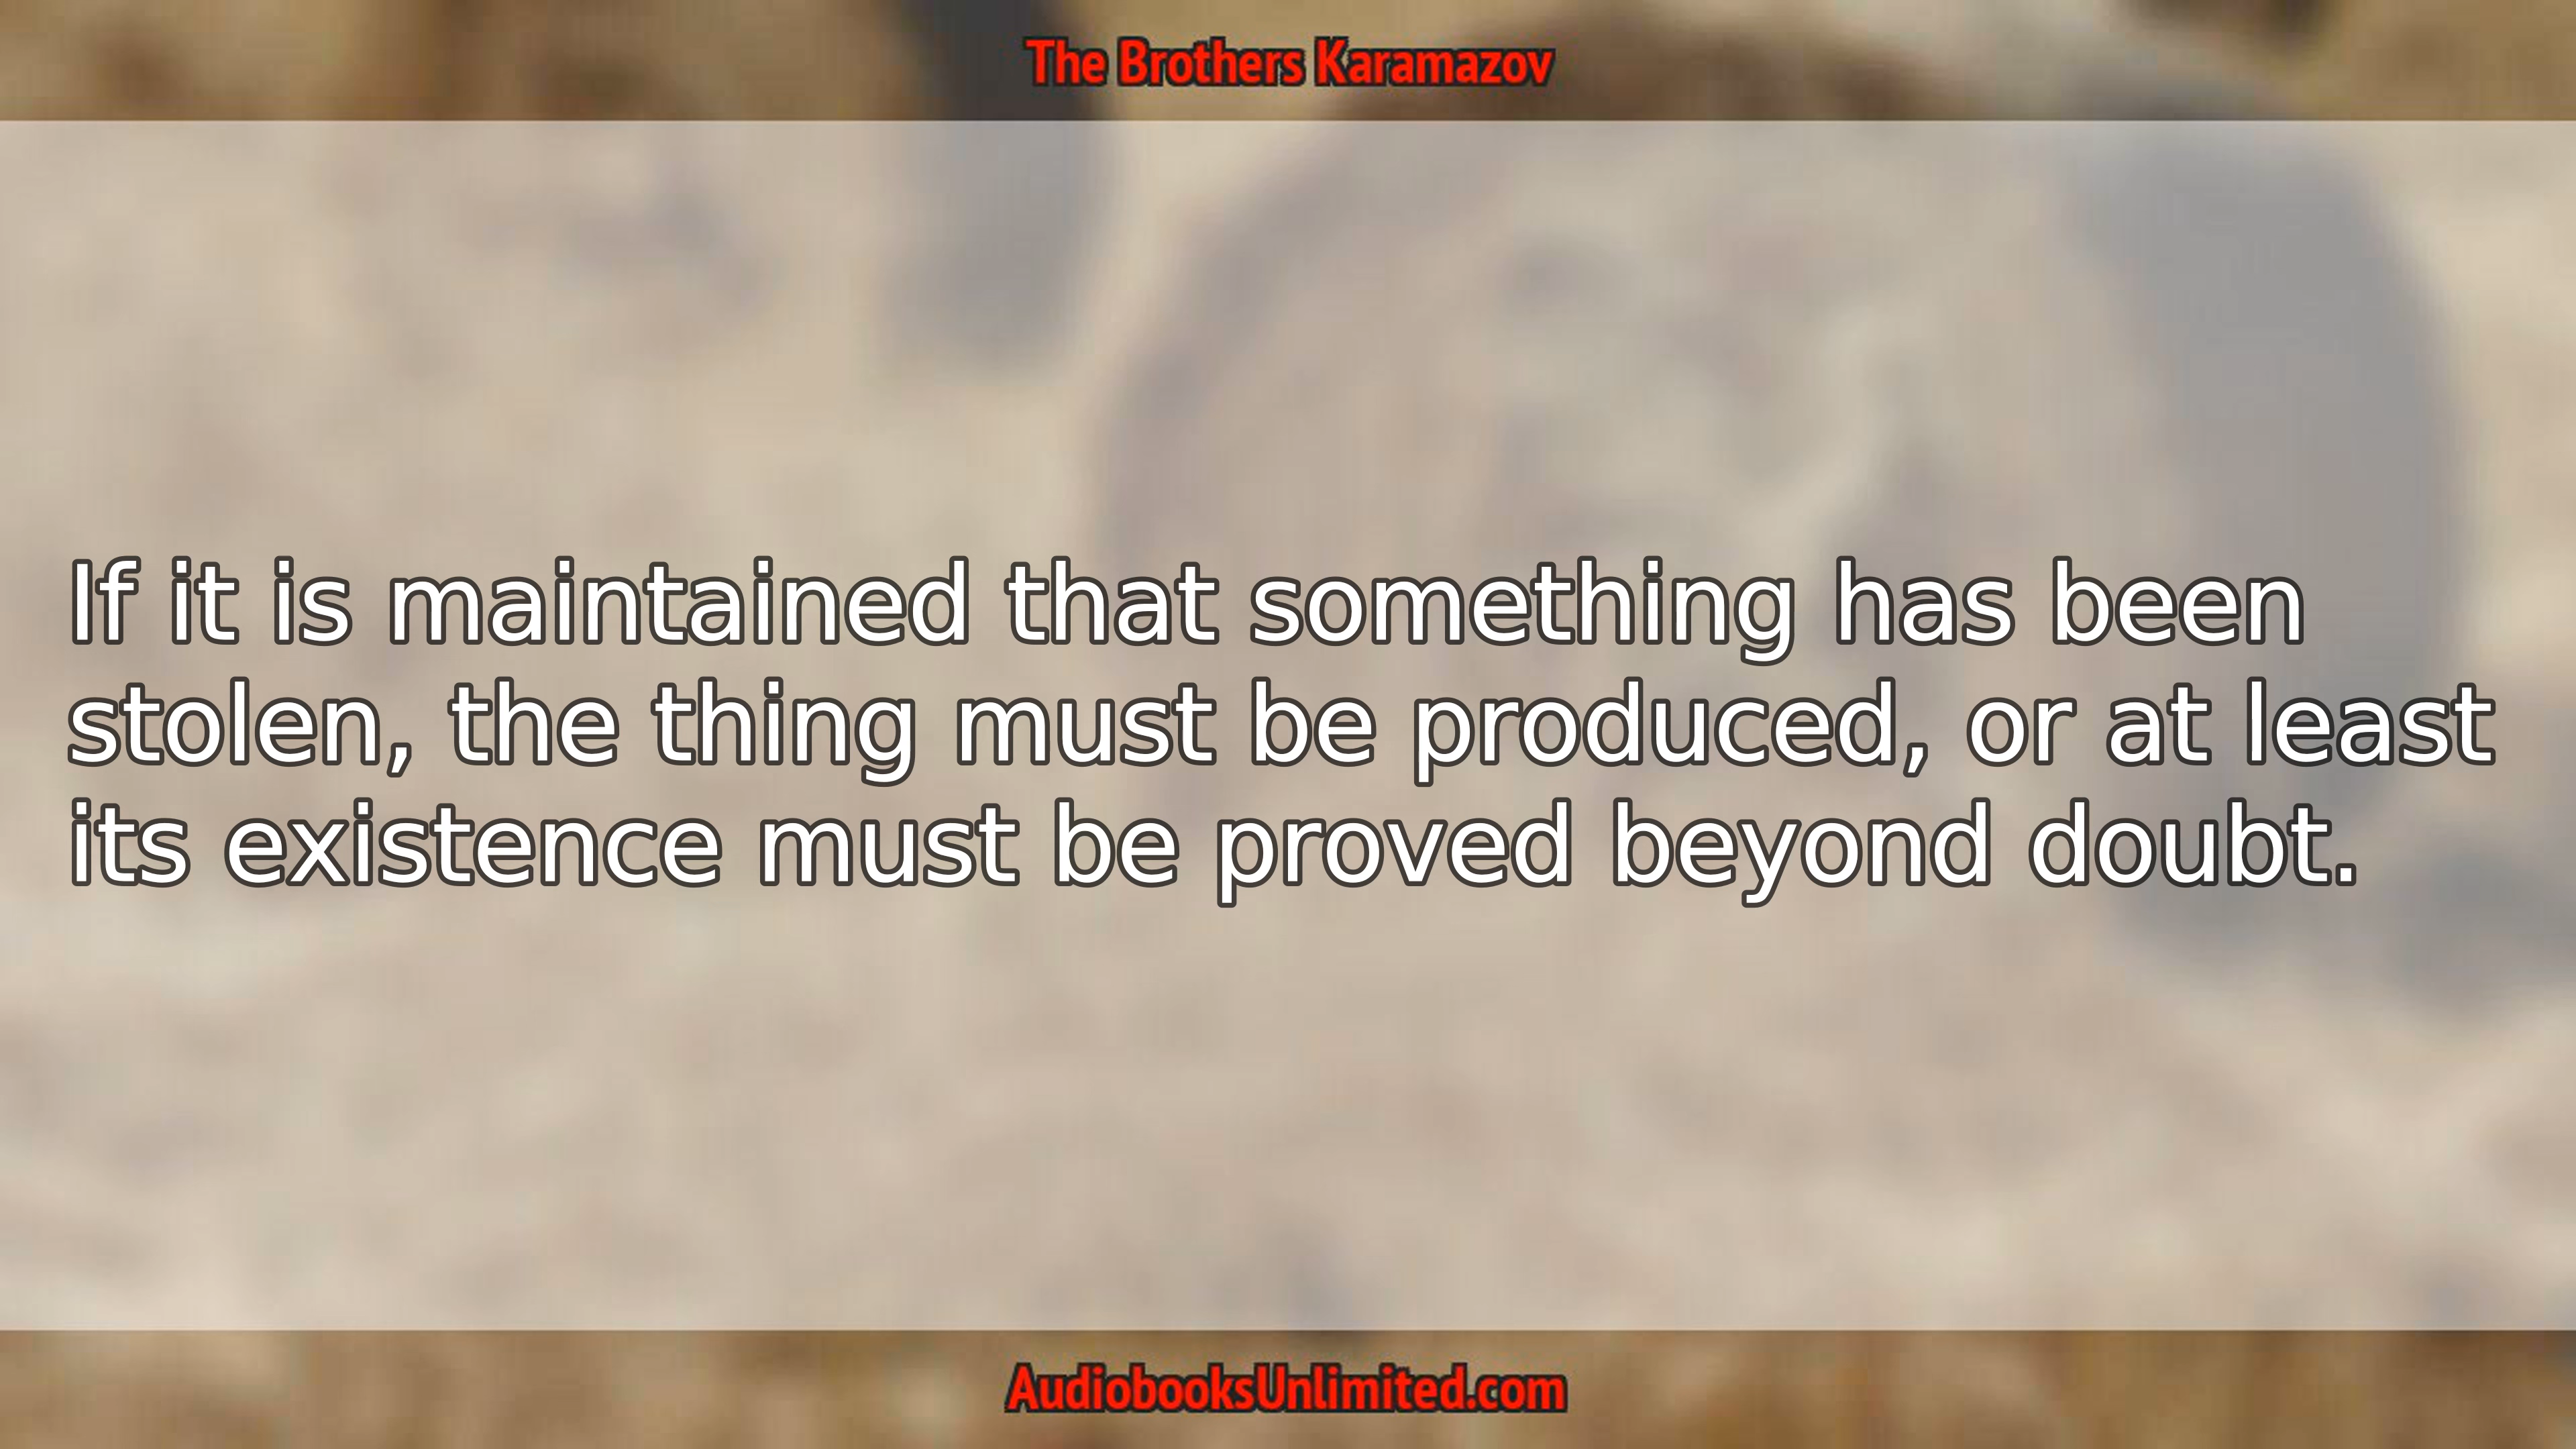 The Brothers Karamazov
If it is maintained that something has been
stolen, the thing must be produced, or at least
its existence must be proved beyond doubt.
AudiobooksUnlimited.com